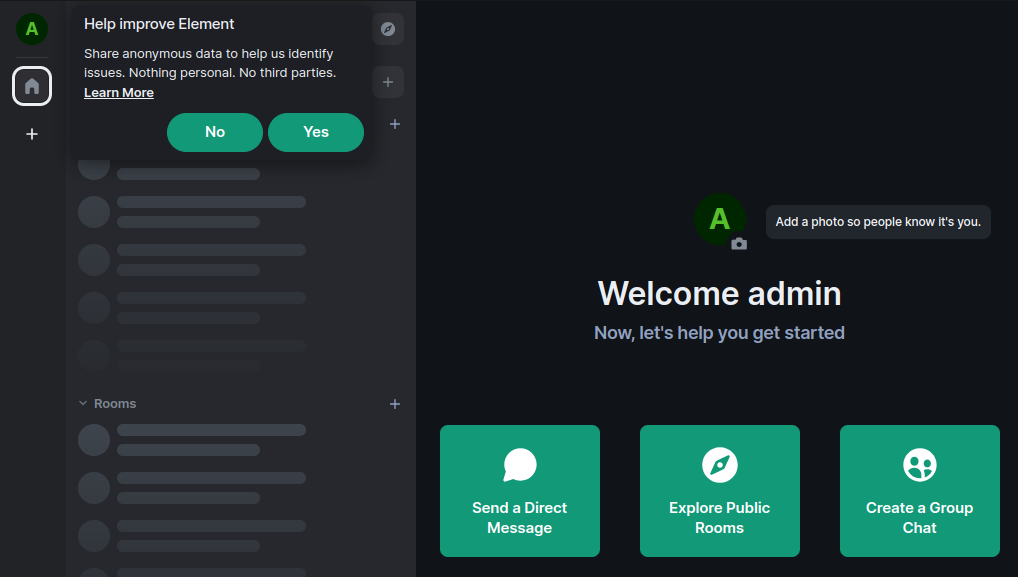 A
Help improve Element
Share anonymous data to help us identify
issues. Nothing personal. No third parties.
Learn More
No
Yes
A
Add a photo so people know it's you.
Welcome admin
Now, let's help you get started
Rooms
Send a Direct
Message
Explore Public
Rooms
Create a Group
Chat